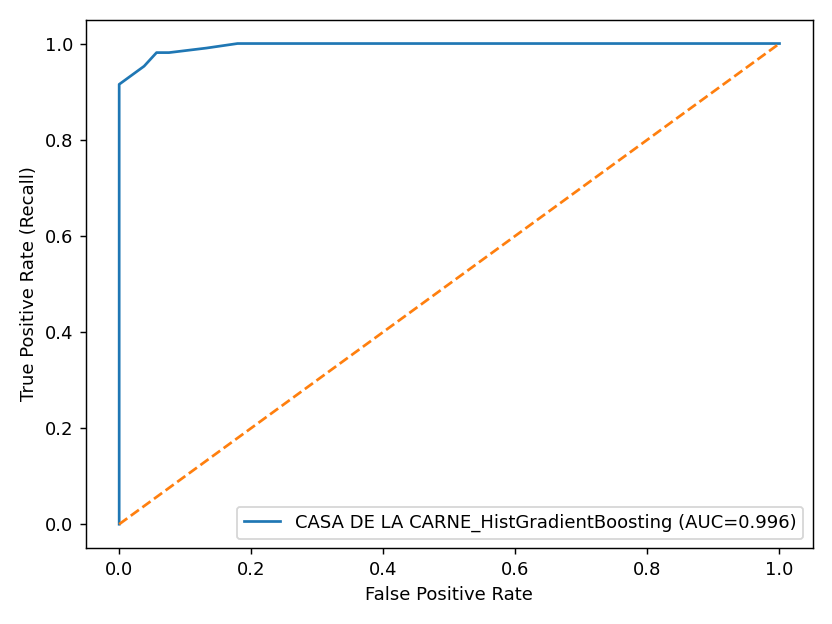 1.0
0.8
0.6
0.4
0.2
0.0
True Positive Rate (Recall)
CASA DE LA CARNE_HistGradientBoosting (AUC=0.996)
0.0 0.2 0.4 0.6 0.8 1.0
False Positive Rate